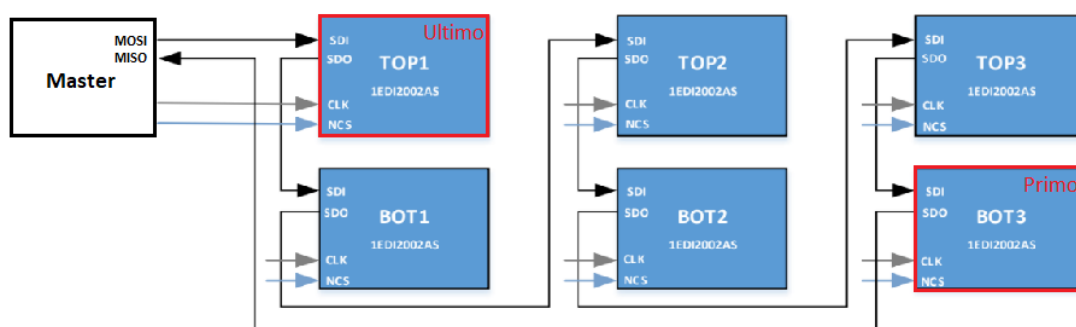 MOSI
MISO
Master
Ultimo
SDI
SDO
TOP1
1EDI2002AS
CLK
NCS
SDI
SDO
TOP2
1EDI2002AS
CLK
NCS
SDI
SDO
TOP3
1EDI2002AS
CLK
NCS
SDI
SDO
BOT1
1EDI2002AS
CLK
NCS
SDI
SDO
BOT2
1EDI2002AS
CLK
NCS
Primo
SDI
SDO
BOT3
1EDI2002AS
CLK
NCS